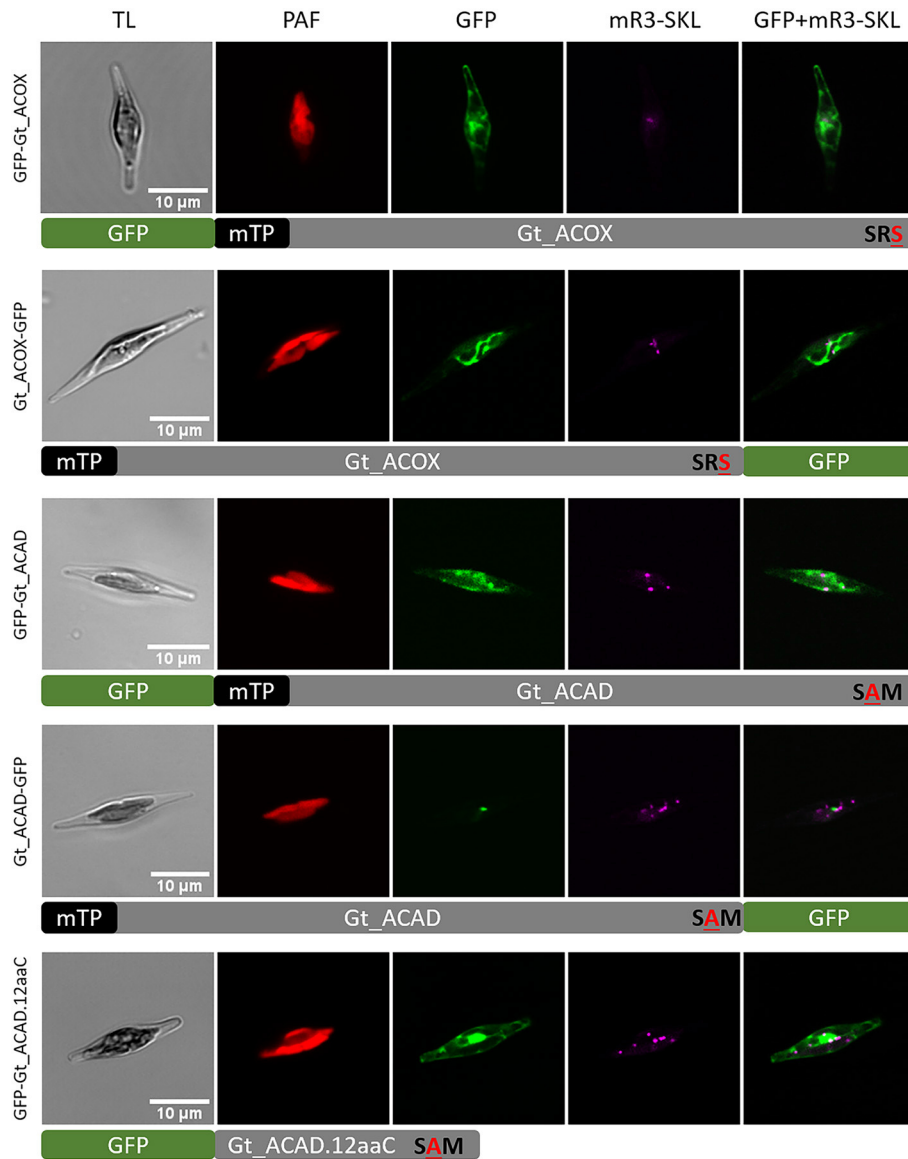 TL PAF GFP mR3-SKL GFP+mR3-SKL
GFP-Gt_ACOX
10 µm
GFP mTP Gt_ACOX SRS
Gt_ACOX-GFP
10 µm
mTP Gt_ACOX SRS GFP
GFP-Gt_ACAD
10 µm
GFP mTP Gt_ACAD SAM
Gt_ACAD-GFP
10 µm
mTP Gt_ACAD SAM GFP
GFP-Gt_ACAD.12aaC
10 µm
GFP Gt_ACAD.12aaC SAM